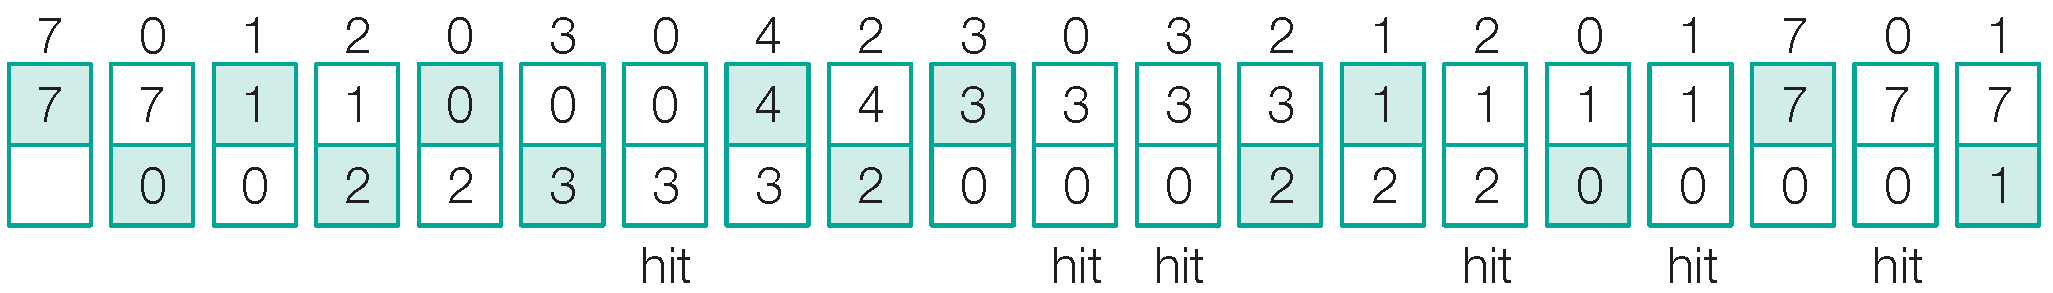 7 0 1 2 0 3 0 4 2 3 0 3 2 1 2 0 1 7 0 1
7 7 1 1 0 0 0 4 4 3 3 3 3 1 1 1 1 7 7 7
0 0 2 2 3 3 3 2 0 0 0 2 2 2 0 0 0 0 1
hit hit hit hit hit hit